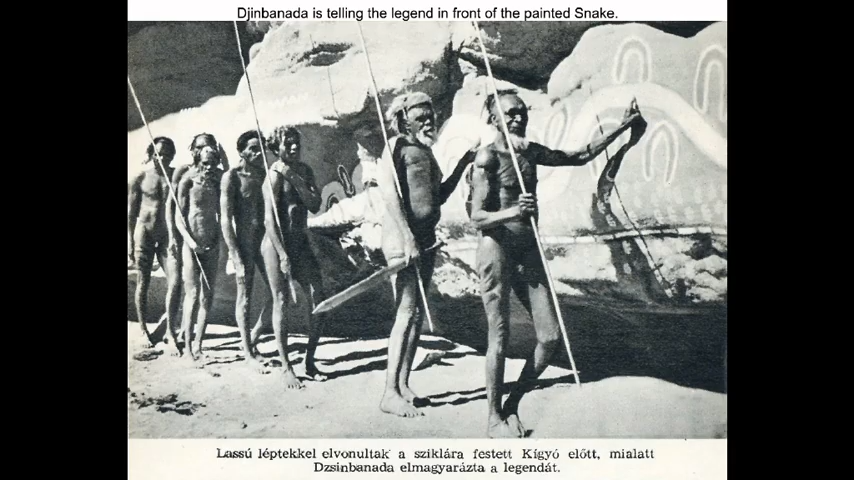 Djinbanada is telling the legend in front of the painted Snake.
Lassú léptekkel elvonultak a sziklára festett Kígyó előtt, mialatt
Dzsinbanada elmagyarázta a legendát.